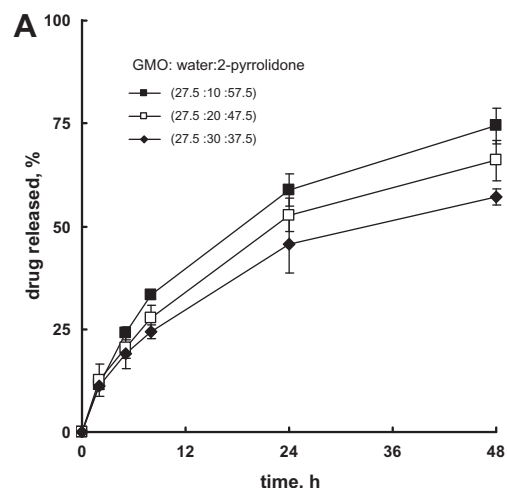 A
100
GMO: water:2-pyrrolidone
(27.5 :10 :57.5)
(27.5 :20 :47.5)
(27.5 :30 :37.5)
75
drug released, %
50
25
0
0 12 24 36 48
time, h